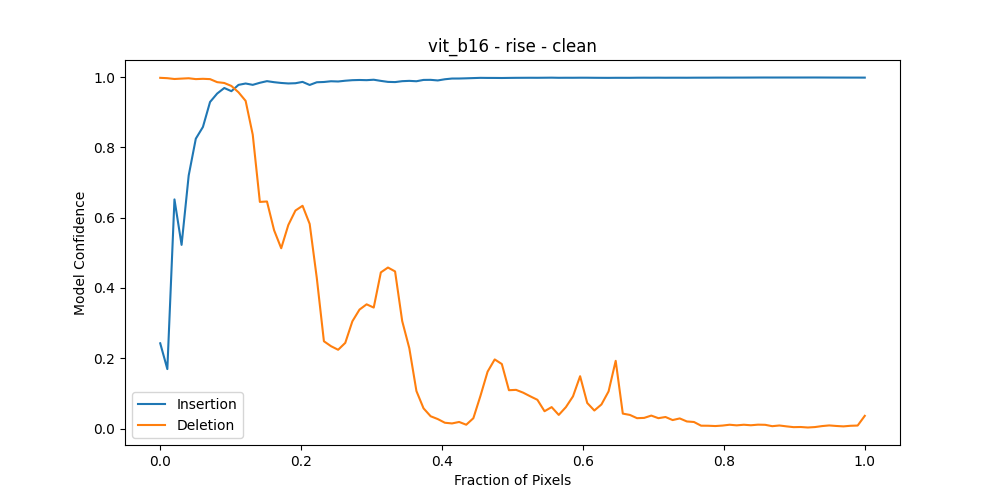 vit_b16 - rise - clean
Model Confidence
1.0
0.8
0.6
0.4
0.2
0.0
Insertion
Deletion
0.0 0.2 0.4 0.6 0.8 1.0
Fraction of Pixels